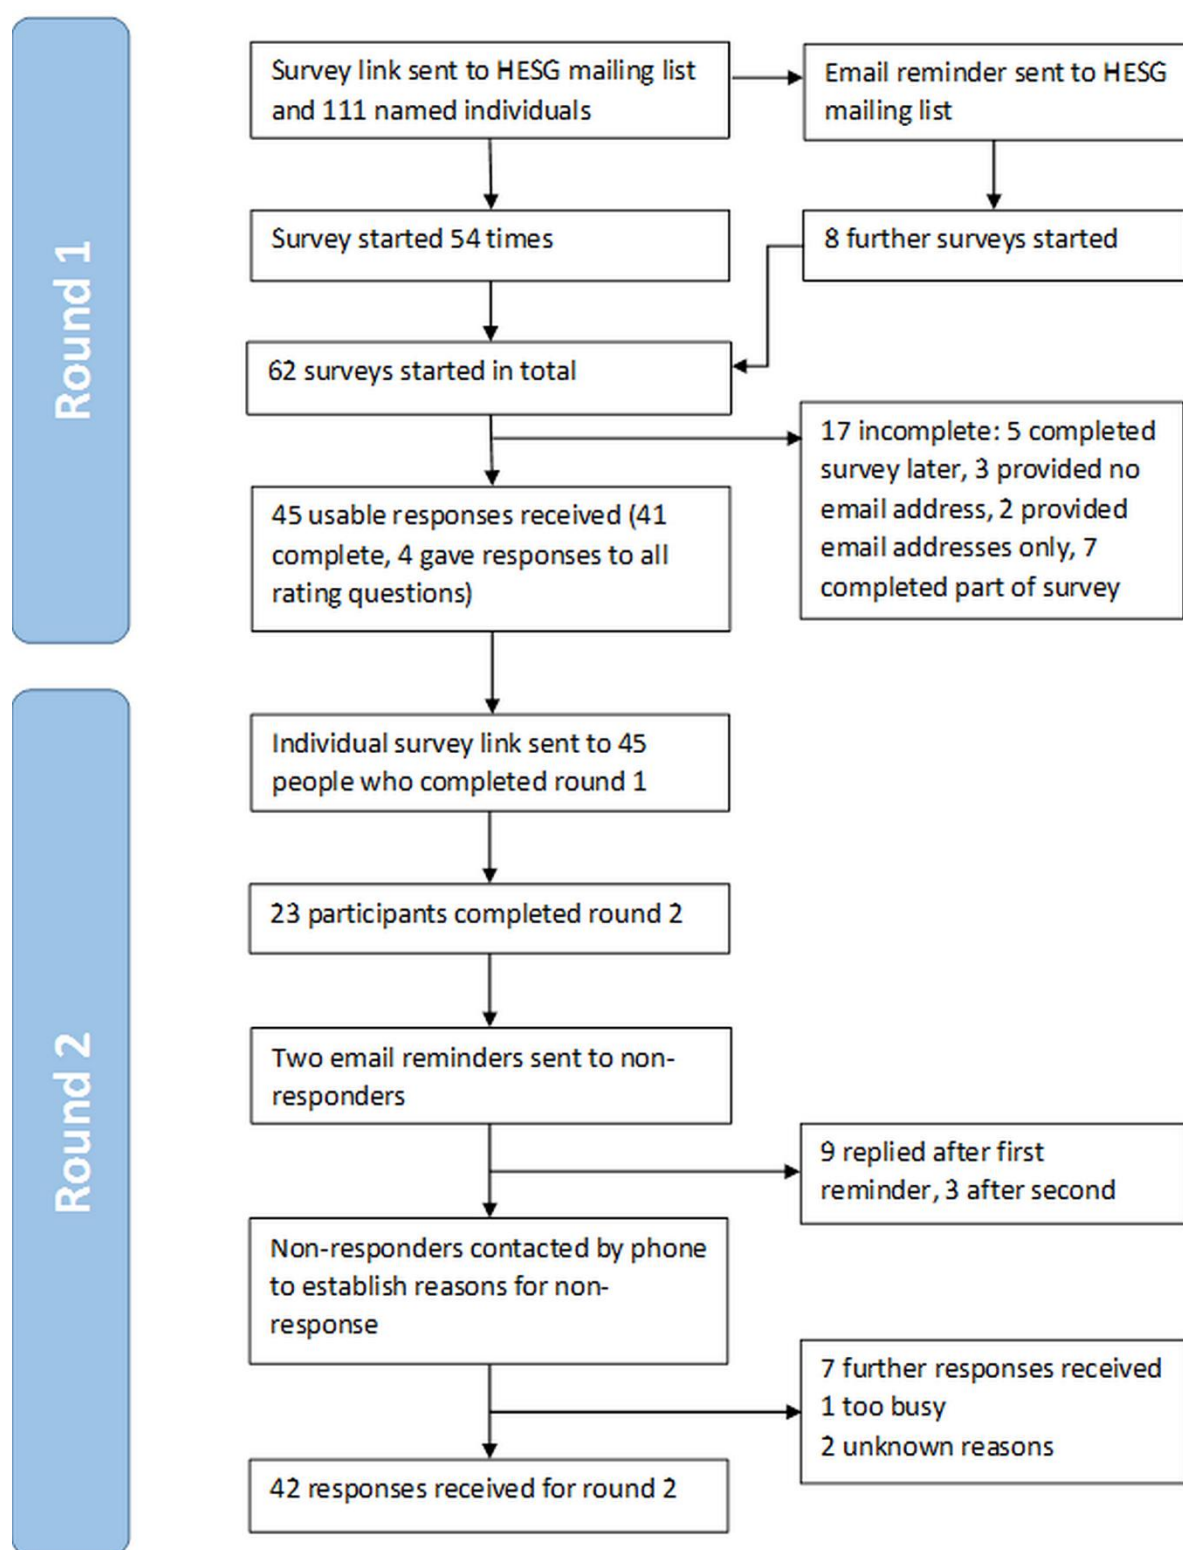 Round 1
Survey link sent to HESG mailing list
and 111 named individuals
Email reminder sent to HESG
mailing list
Survey started 54 times
8 further surveys started
62 surveys started in total
17 incomplete: 5 completed
survey later, 3 provided no
email address, 2 provided
email addresses only, 7
completed part of survey
45 usable responses received (41
complete, 4 gave responses to all
rating questions)
Round 2
Individual survey link sent to 45
people who completed round 1
23 participants completed round 2
Two email reminders sent to non-
responders
9 replied after first
reminder, 3 after second
Non-responders contacted by phone
to establish reasons for non-
response
7 further responses received
1 too busy
2 unknown reasons
42 responses received for round 2